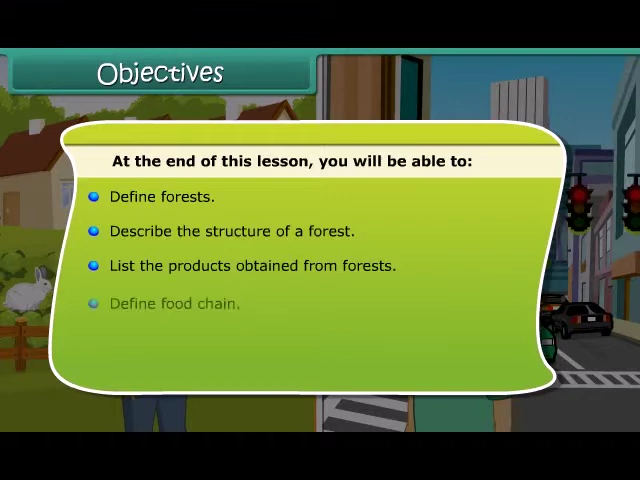 Objectives
At the end of this lesson, you will be able to:
Define forests.
Describe the structure of a forest.
List the products obtained from forests.
Define food chain.